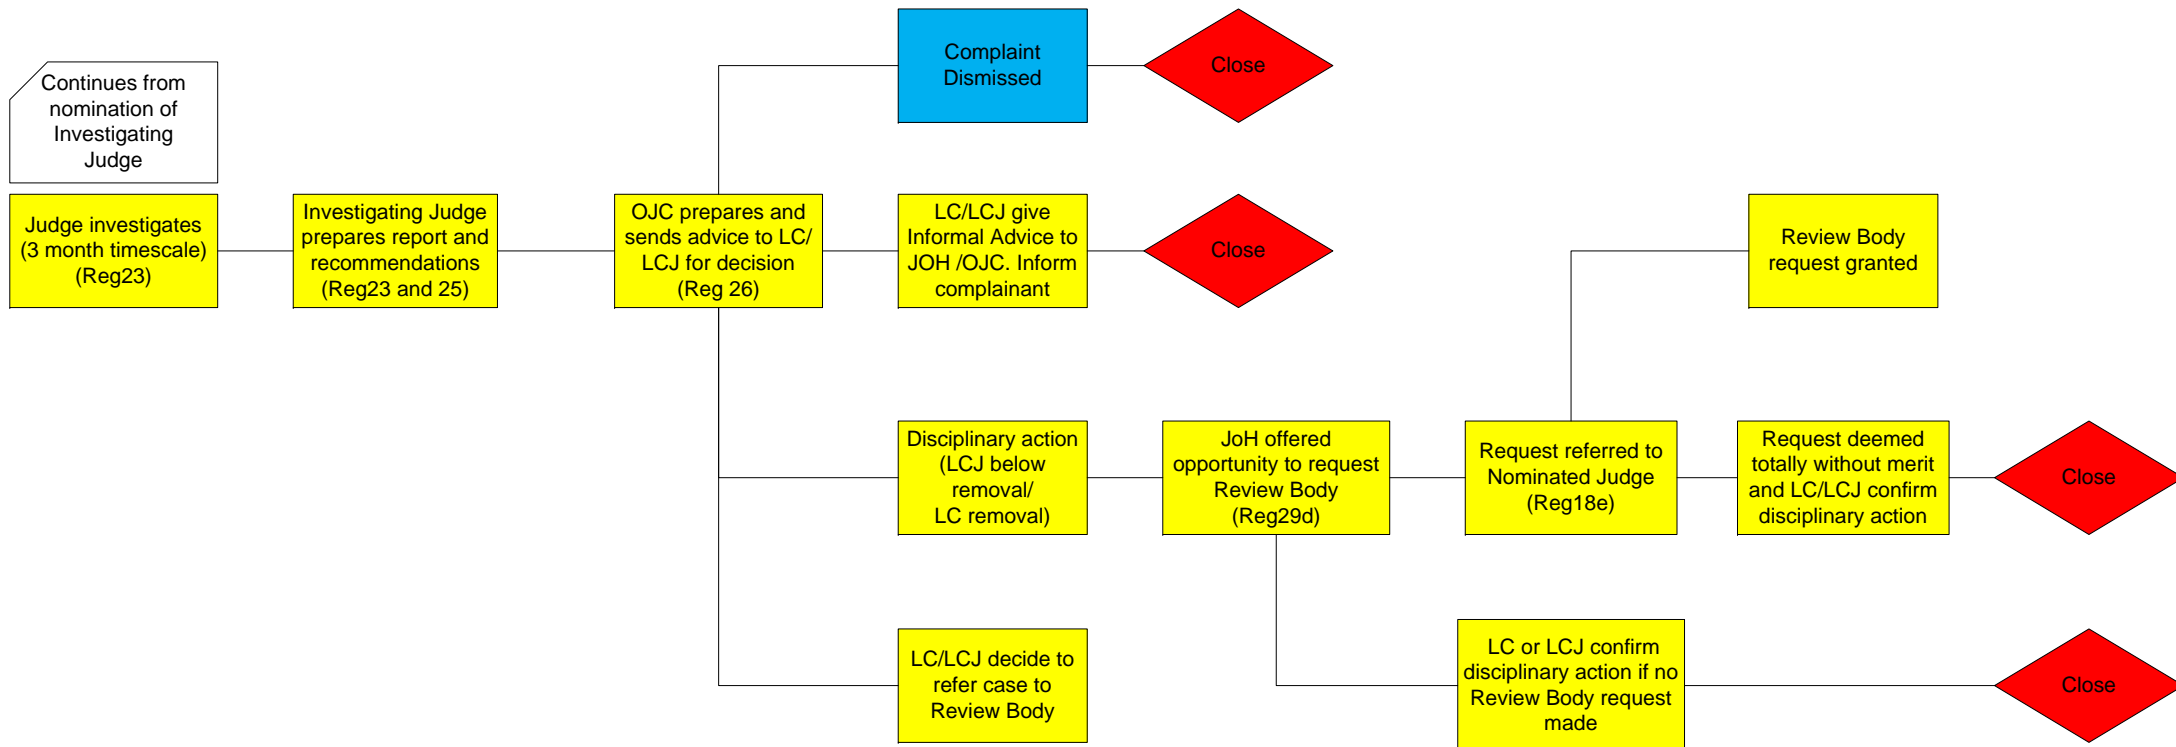 Continues from
nomination of
Investigating
Judge
Judge investigates
(3 month timescale)
(Reg23)
Investigating Judge
prepares report and
recommendations
(Reg23 and 25)
OJC prepares and
sends advice to LC/
LCJ for decision
(Reg 26)
Complaint
Dismissed
Close
LC/LCJ give
Informal Advice to
JOH /OJC. Inform
complainant
Close
Disciplinary action
(LCJ below
removal/
LC removal)
JoH offered
opportunity to request
Review Body
(Reg29d)
Request referred to
Nominated Judge
(Reg18e)
Review Body
request granted
Request deemed
totally without merit
and LC/LCJ confirm
disciplinary action
Close
LC/LCJ decide to
refer case to
Review Body
LC or LCJ confirm
disciplinary action if no
Review Body request
made
Close